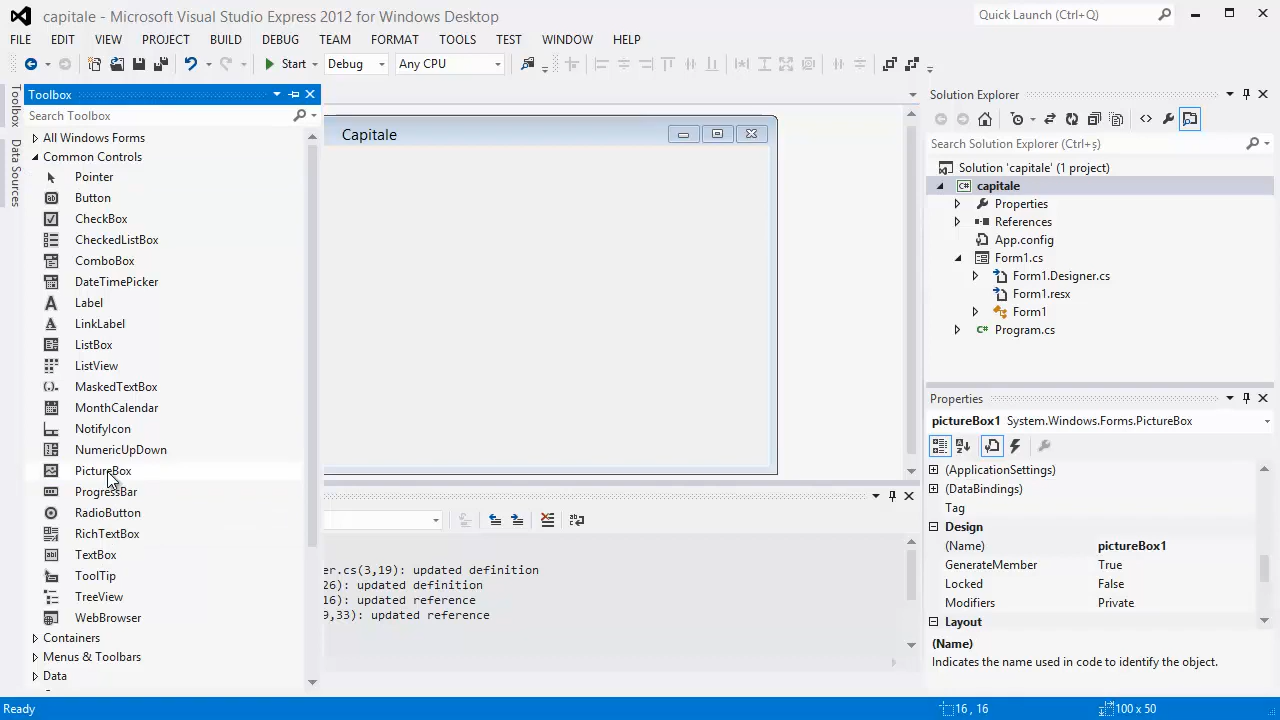 capitale - Microsoft Visual Studio Express 2012 for Windows Desktop
Quick Launch (Ctrl+Q)
FILE EDIT VIEW PROJECT BUILD DEBUG TEAM FORMAT TOOLS TEST WINDOW HELP
Start Debug Any CPU
Toolbox
Data Sources
Toolbox
Search Toolbox
All Windows Forms
Common Controls
Pointer
Button
CheckBox
CheckedListBox
ComboBox
DateTimePicker
Label
LinkLabel
ListBox
ListView
MaskedTextBox
MonthCalendar
NotifyIcon
NumericUpDown
PictureBox
ProgressBar
RadioButton
RichTextBox
TextBox
ToolTip
TreeView
WebBrowser
Containers
Menus & Toolbars
Data
Capitale
er.cs(3,19): updated definition
26): updated definition
16): updated reference
9,33): updated reference
Solution Explorer
Search Solution Explorer (Ctrl+ş)
Solution 'capitale' (1 project)
capitale
Properties
References
App.config
Form1.cs
Form1.Designer.cs
Form1.resx
Form1
Program.cs
Properties
pictureBox1 System.Windows.Forms.PictureBox
(ApplicationSettings)
(DataBindings)
Tag
Design
(Name) pictureBox1
GenerateMember True
Locked False
Modifiers Private
Layout
(Name)
Indicates the name used in code to identify the object.
Ready
16 , 16
100 x 50